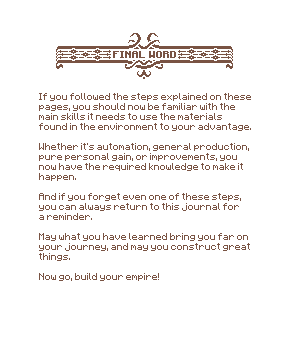 FINAL WORD
If you followed the steps explained on these
pages, you should now be familiar with the
main skills it needs to use the materials
found in the environment to your advantage.
Whether it's automation, general production,
pure personal gain, or improvements, you
now have the required knowledge to make it
happen.
And if you forget even one of these steps,
you can always return to this journal for
a reminder.
May what you have learned bring you far on
your journey, and may you construct great
things.
Now go, build your empire!